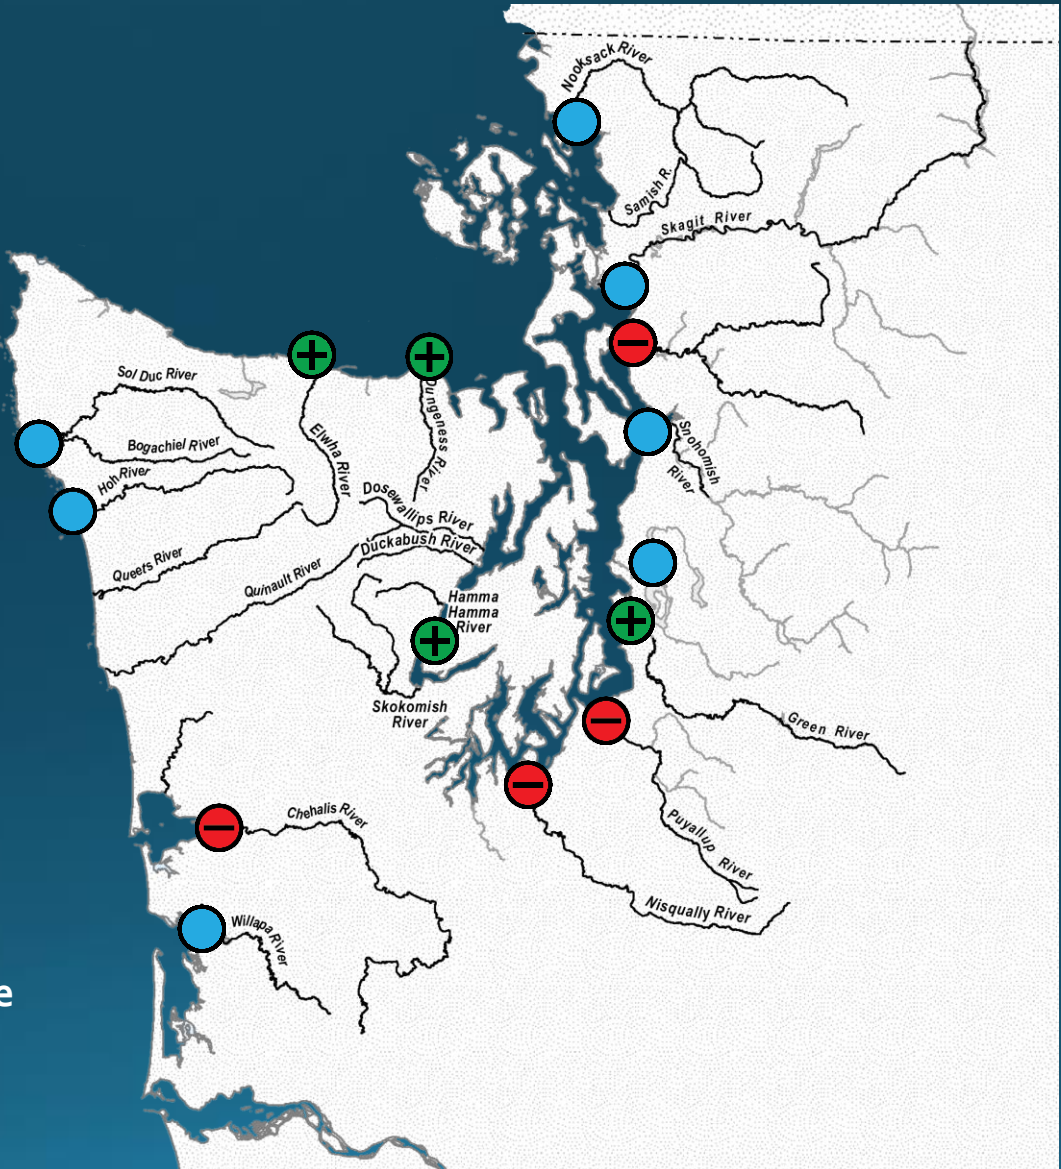 Nooksack River
Samish R.
Skagit River
Sol Duc River
Bogachiel River
Hoh River
Elwha River
Dungeness River
Snohomish
River
Dosewallips River
Duckabush River
Queets River
Quinault River
Hamma
Hamma
River
Skokomish
River
Green River
Chehalis River
Puyallup
River
Nisqually River
Willapa River
e